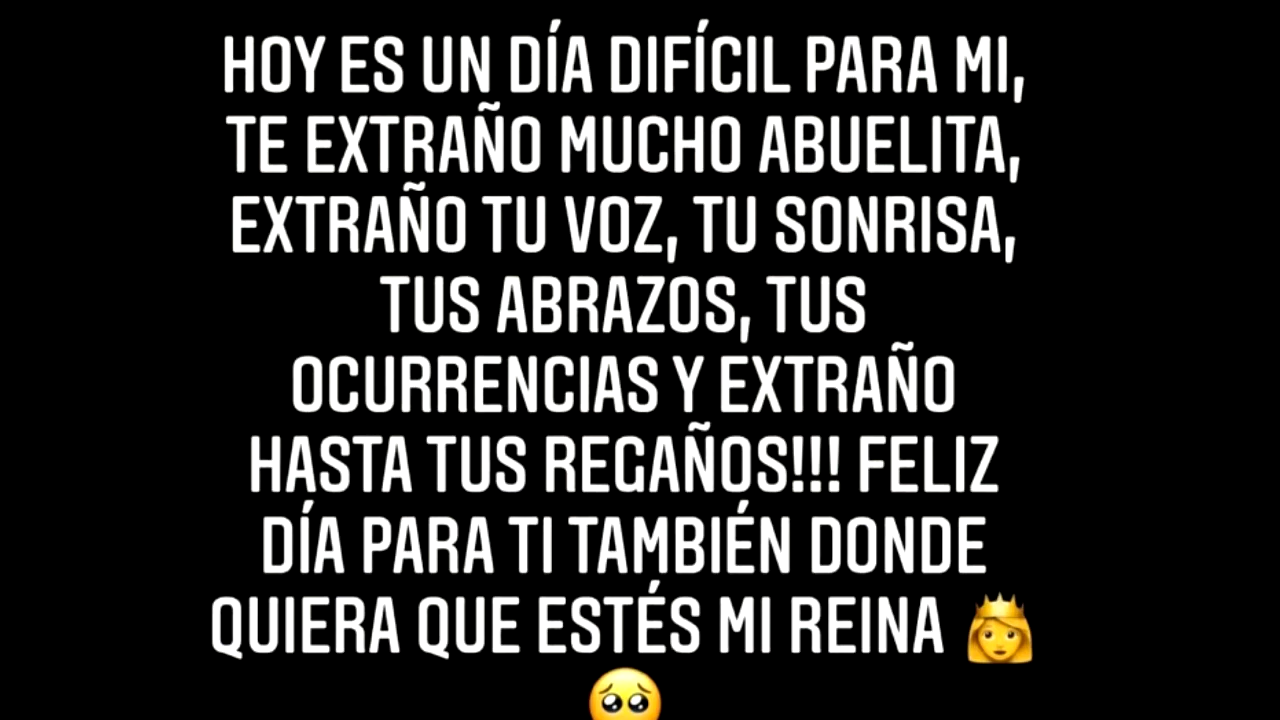 HOY ES UN DÍA DIFÍCIL PARA MI,
TE EXTRAÑO MUCHO ABUELITA,
EXTRAÑO TU VOZ, TU SONRISA,
TUS ABRAZOS, TUS
OCURRENCIAS Y EXTRAÑO
HASTA TUS REGAÑOS!!! FELIZ
DÍA PARA TI TAMBIÉN DONDE
QUIERA QUE ESTÉS MI REINA 👸
🥺